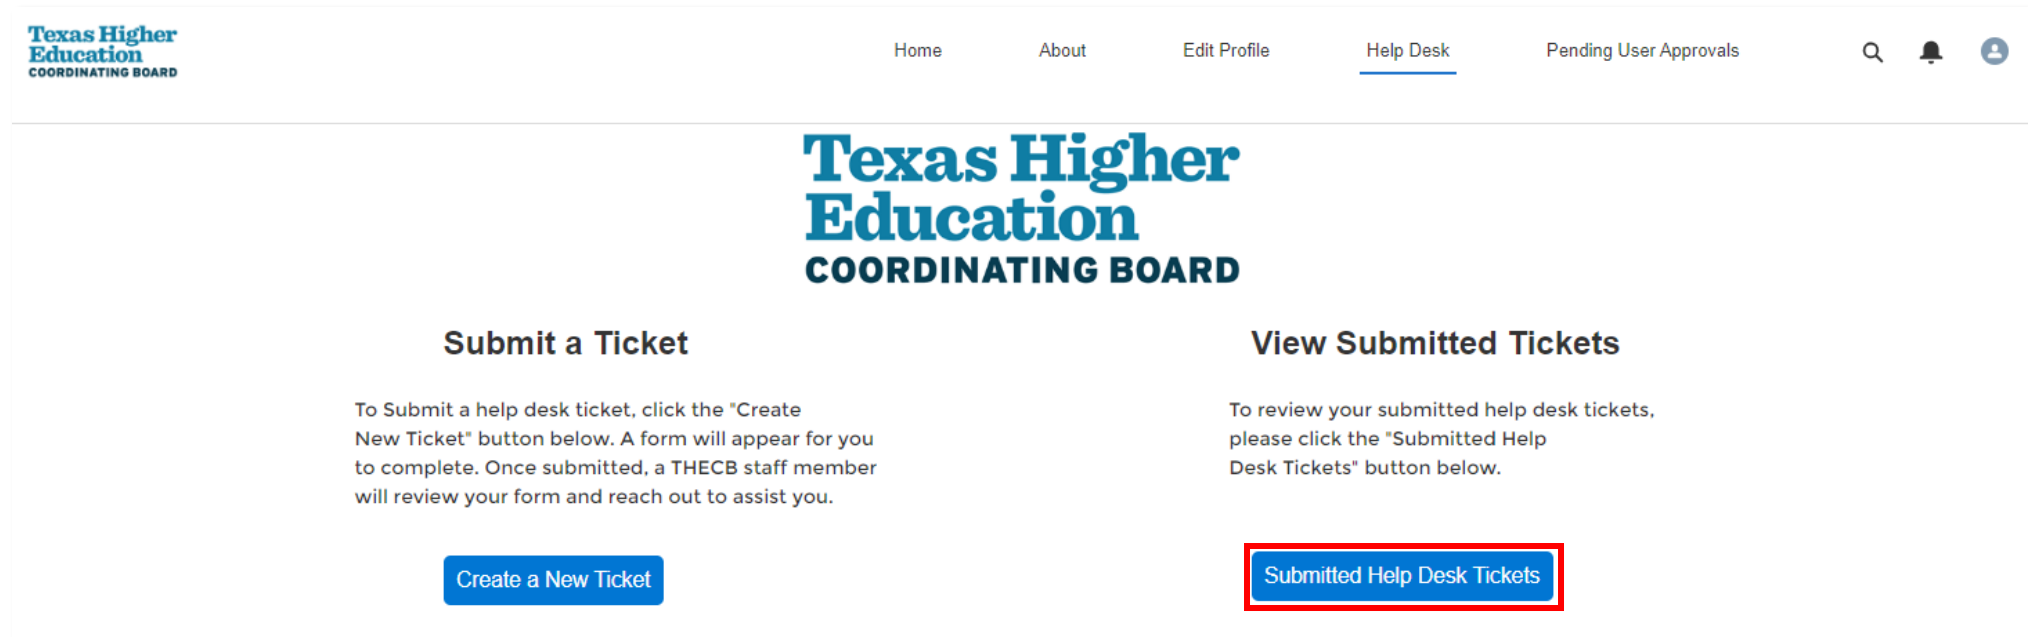 Texas Higher
Education
COORDINATING BOARD
Home About Edit Profile Help Desk Pending User Approvals
Texas Higher
Education
COORDINATING BOARD
Submit a Ticket
To Submit a help desk ticket, click the "Create
New Ticket" button below. A form will appear for you
to complete. Once submitted, a THECB staff member
will review your form and reach out to assist you.
Create a New Ticket
View Submitted Tickets
To review your submitted help desk tickets,
please click the "Submitted Help
Desk Tickets" button below.
Submitted Help Desk Tickets